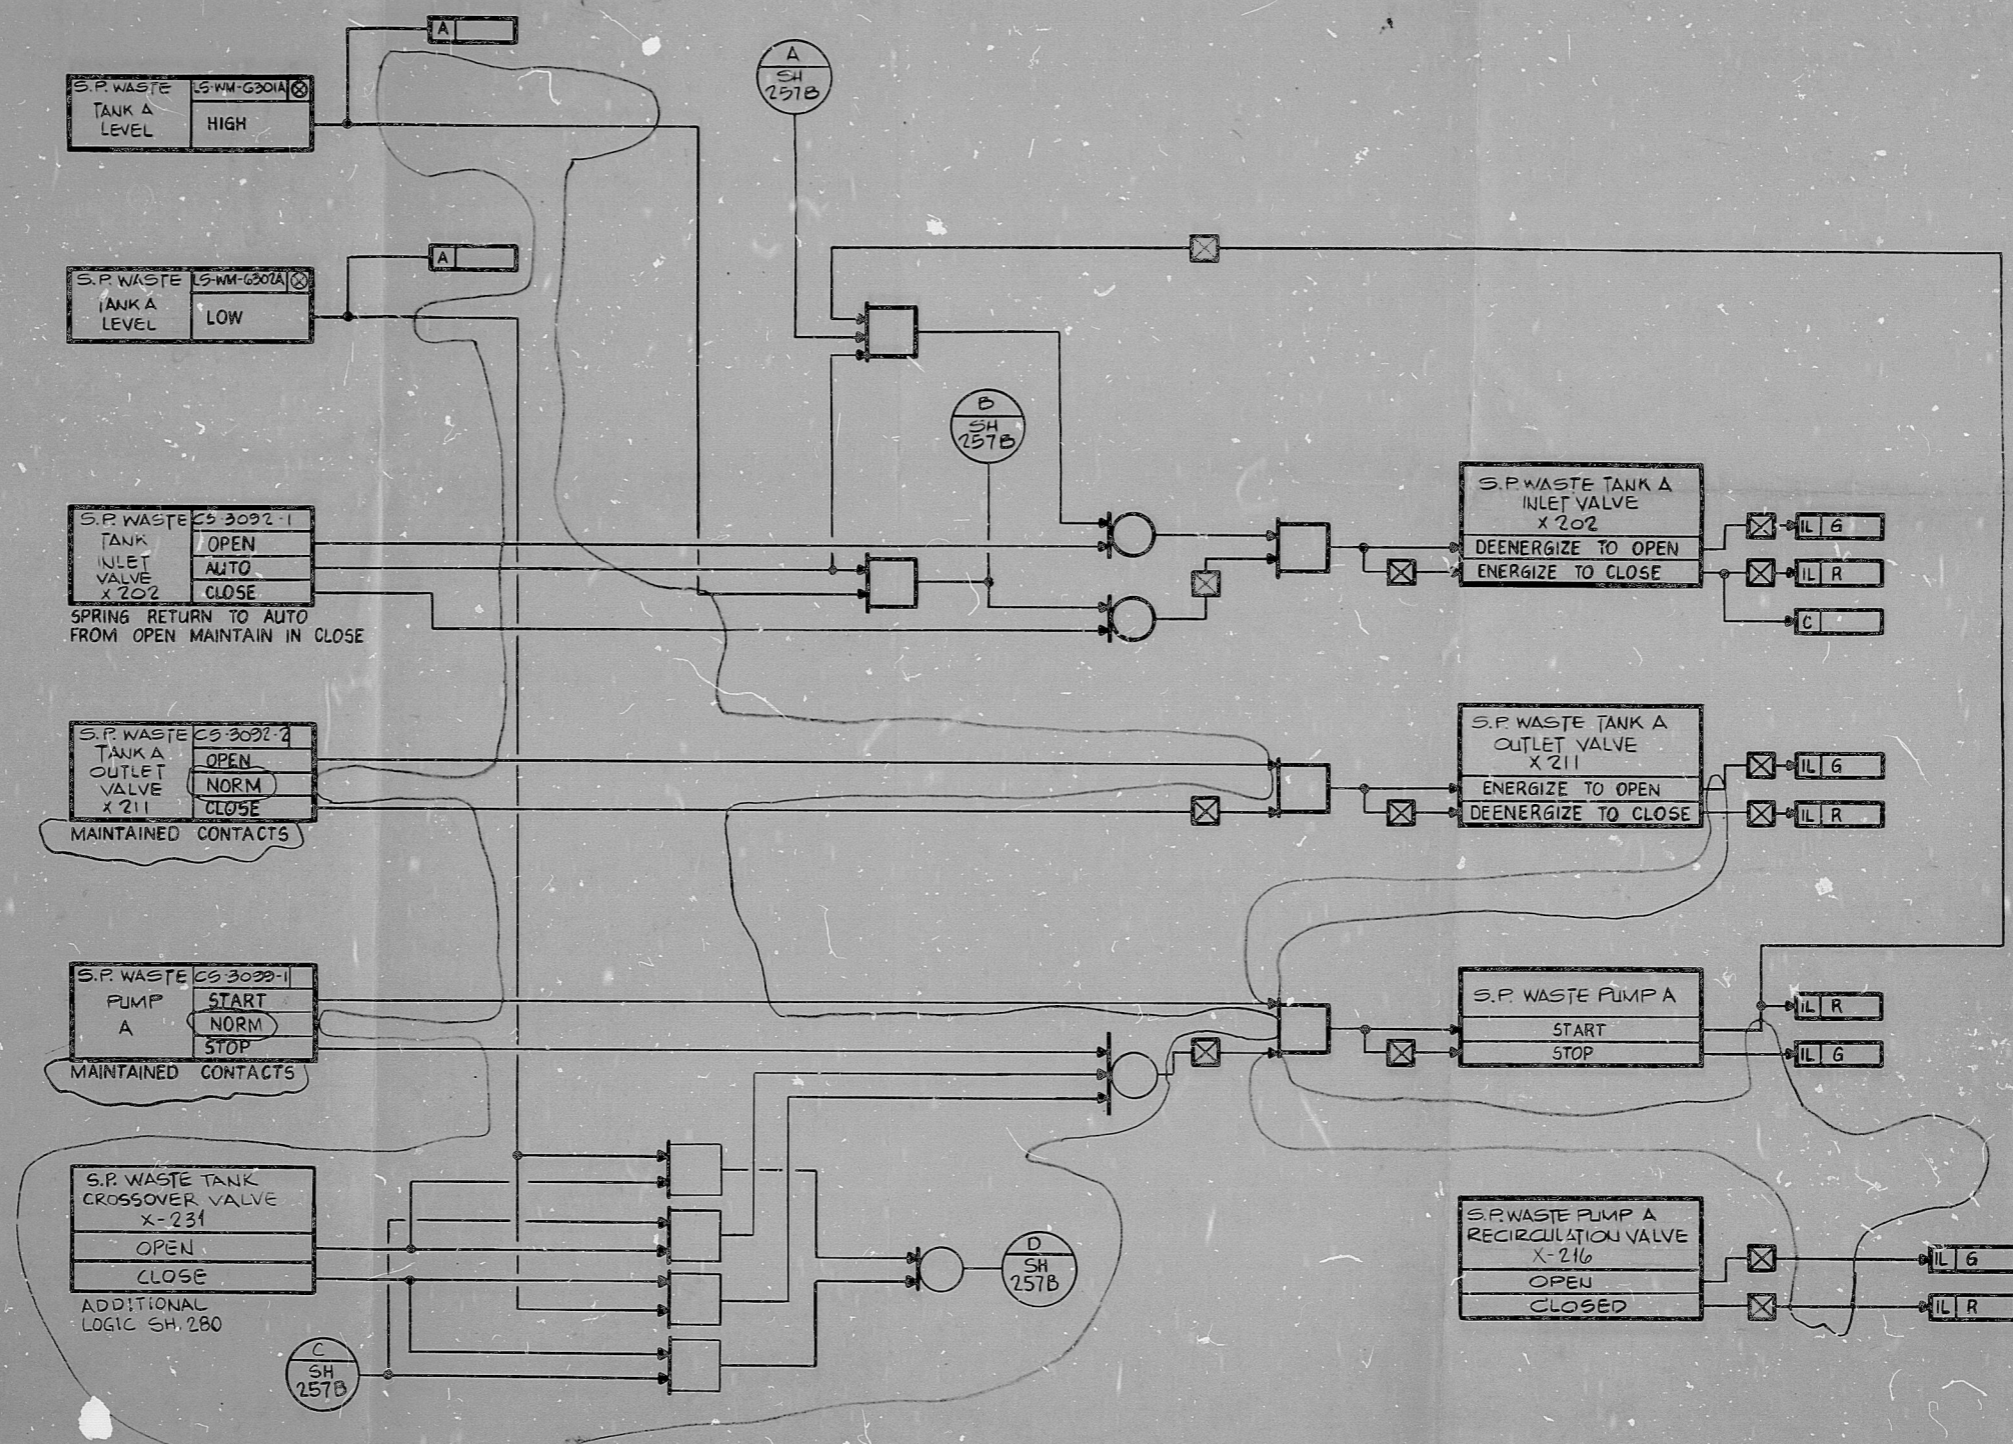 A
S.P. WASTE
TANK A
LEVEL
LS-WM-G301A
HIGH
A
SH
257B
A
S.P. WASTE
TANK A
LEVEL
LS-WM-G302A
LOW
B
SH
257B
S.P. WASTE
TANK
INLET
VALVE
X 202
CS-3092-1
OPEN
AUTO
CLOSE
SPRING RETURN TO AUTO
FROM OPEN MAINTAIN IN CLOSE
S.P. WASTE TANK A
INLET VALVE
X 202
DEENERGIZE TO OPEN
ENERGIZE TO CLOSE
IL G
IL R
C
S.P. WASTE
TANK A
OUTLET
VALVE
X 211
CS-3092-2
OPEN
NORM
CLOSE
MAINTAINED CONTACTS
S.P. WASTE TANK A
OUTLET VALVE
X 211
ENERGIZE TO OPEN
DEENERGIZE TO CLOSE
IL G
IL R
S.P. WASTE
PUMP
A
CS-3099-1
START
NORM
STOP
MAINTAINED CONTACTS
S.P. WASTE PUMP A
START
STOP
IL R
IL G
S.P. WASTE TANK
CROSSOVER VALVE
X-231
OPEN
CLOSE
ADDITIONAL
LOGIC SH. 280
C
SH
257B
D
SH
257B
S.P. WASTE PUMP A
RECIRCULATION VALVE
X-216
OPEN
CLOSED
IL G
IL R